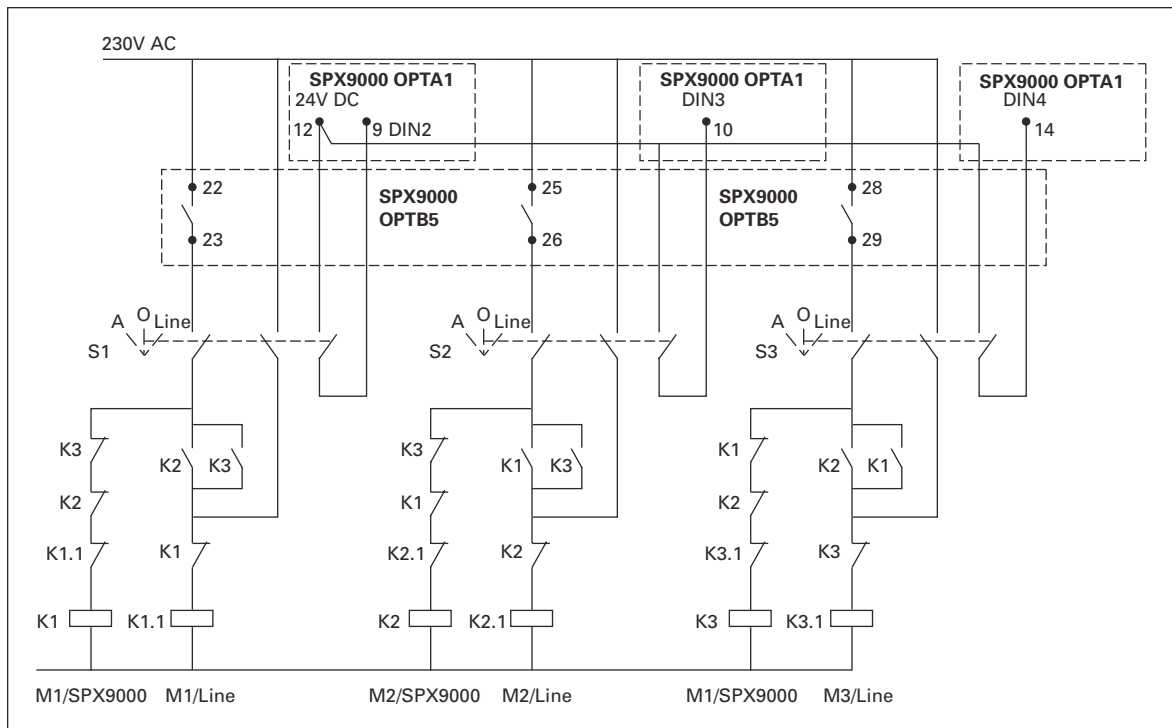 230V AC
SPX9000 OPTA1
24V DC
12
9 DIN2
SPX9000 OPTA1
DIN3
10
SPX9000 OPTA1
DIN4
14
22
23
SPX9000
OPTB5
25
26
SPX9000
OPTB5
28
29
A O Line
S1
A O Line
S2
A O Line
S3
K3 K2 K3
K2
K1.1 K1
K1 K1.1
K3 K1 K3
K1
K2.1 K2
K2 K2.1
K1 K2 K1
K2
K3.1 K3
K3 K3.1
M1/SPX9000 M1/Line M2/SPX9000 M2/Line M1/SPX9000 M3/Line